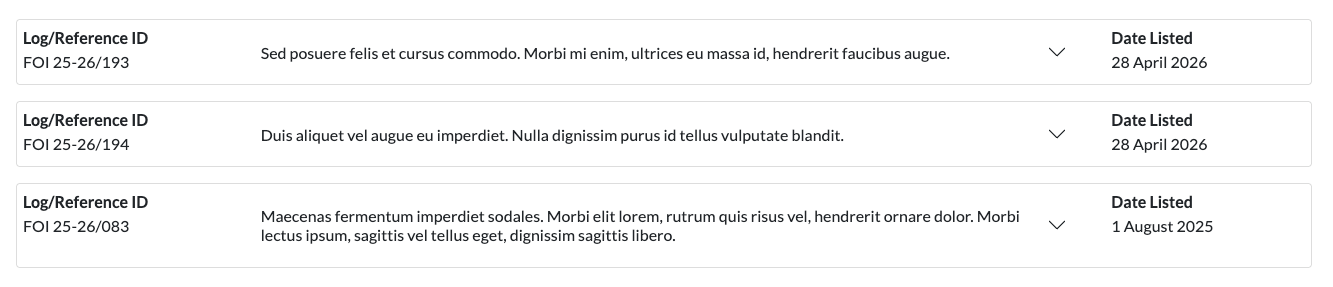 Log/Reference ID
FOI 25-26/193
Sed posuere felis et cursus commodo. Morbi mi enim, ultrices eu massa id, hendrerit faucibus augue.
Date Listed
28 April 2026
Log/Reference ID
FOI 25-26/194
Duis aliquet vel augue eu imperdiet. Nulla dignissim purus id tellus vulputate blandit.
Date Listed
28 April 2026
Log/Reference ID
FOI 25-26/083
Maecenas fermentum imperdiet sodales. Morbi elit lorem, rutrum quis risus vel, hendrerit ornare dolor. Morbi
lectus ipsum, sagittis vel tellus eget, dignissim sagittis libero.
Date Listed
1 August 2025